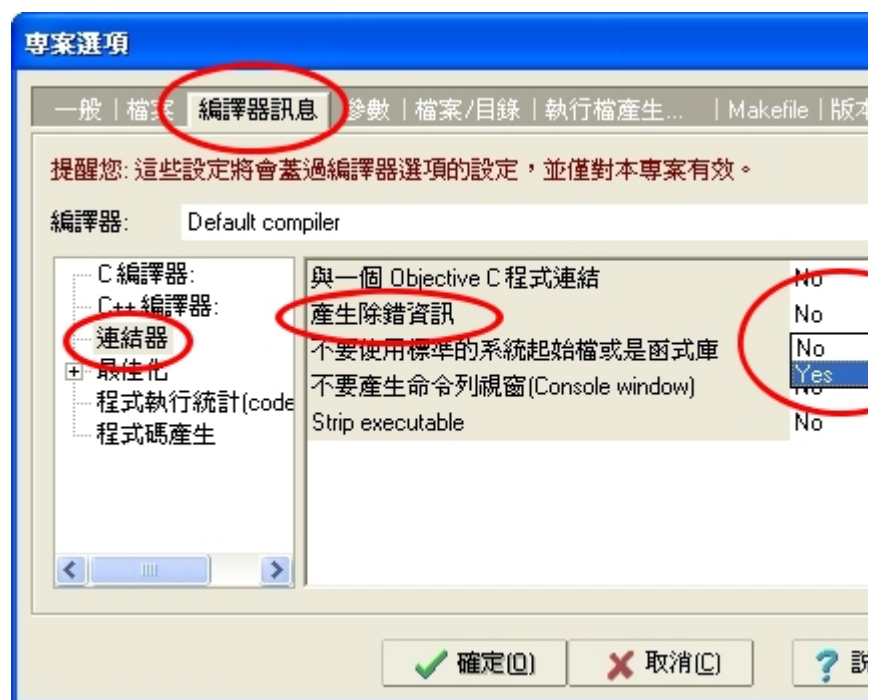 專案選項
一般 | 檔案 編譯器訊息 參數 | 檔案/目錄 | 執行檔產生... | Makefile | 版本
提醒您: 這些設定將會蓋過編譯器選項的設定，並僅對本專案有效。
編譯器: Default compiler
C 編譯器:
C++ 編譯器:
連結器
最佳化
程式執行統計(code
程式碼產生
與一個 Objective C 程式連結 No
產生除錯資訊 No
No
Yes
不要使用標準的系統起始檔或是函式庫
不要產生命令列視窗(Console window) No
Strip executable No
確定(O) 取消(C) 說